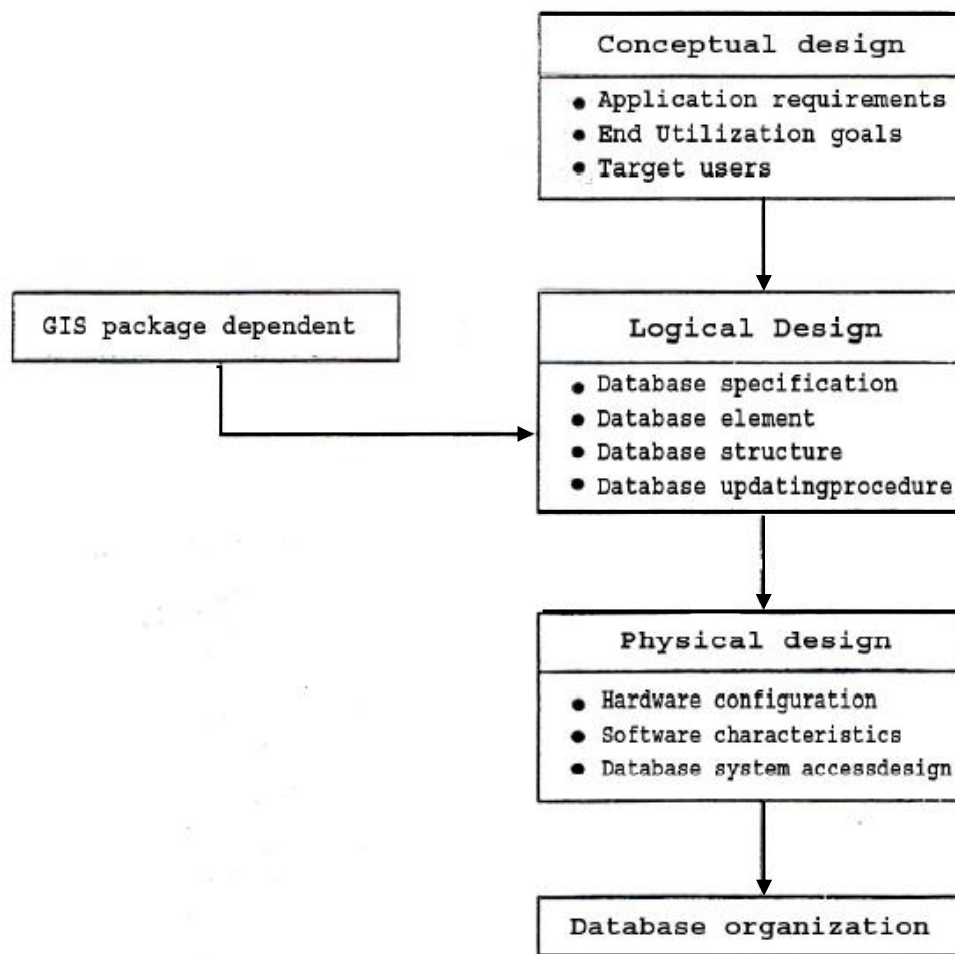 Conceptual design
• Application requirements
• End Utilization goals
• Target users
GIS package dependent
Logical Design
• Database specification
• Database element
• Database structure
• Database updatingprocedure
Physical design
• Hardware configuration
• Software characteristics
• Database system accessdesign
Database organization